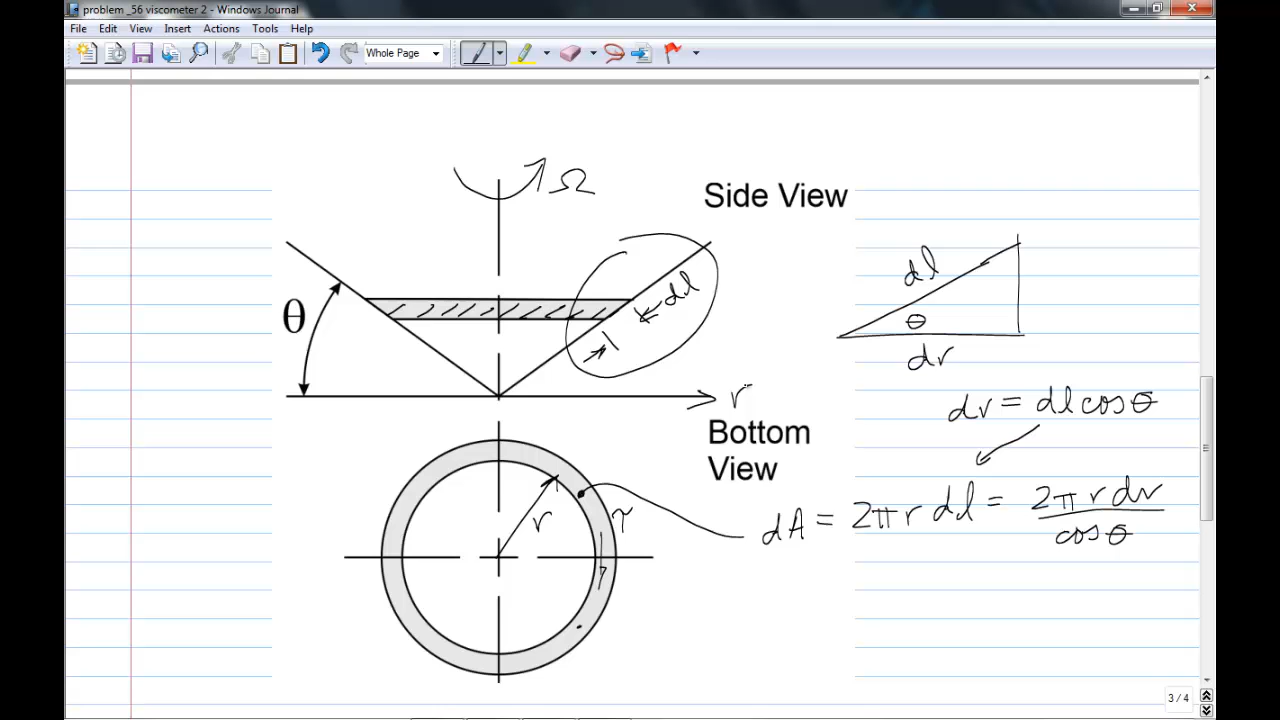 problem _56 viscometer 2 - Windows Journal
File Edit View Insert Actions Tools Help
Whole Page
Ω
Side View
θ
dl
dl
θ
dr
r
dr = dl cos θ
Bottom
View
r
τ
dA = 2π r dl = 2π r dr / cos θ
3 / 4